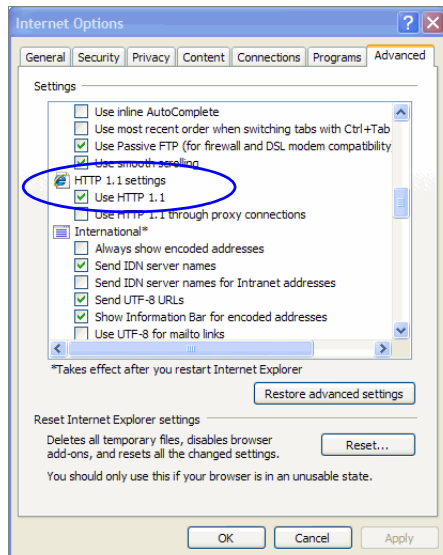 Internet Options
General Security Privacy Content Connections Programs Advanced
Settings
Use inline AutoComplete
Use most recent order when switching tabs with Ctrl+Tab
Use Passive FTP (for firewall and DSL modem compatibility
Use smooth scrolling
HTTP 1.1 settings
Use HTTP 1.1
Use HTTP 1.1 through proxy connections
International*
Always show encoded addresses
Send IDN server names
Send IDN server names for Intranet addresses
Send UTF-8 URLs
Show Information Bar for encoded addresses
Use UTF-8 for mailto links
*Takes effect after you restart Internet Explorer
Restore advanced settings
Reset Internet Explorer settings
Deletes all temporary files, disables browser
add-ons, and resets all the changed settings.
Reset...
You should only use this if your browser is in an unusable state.
OK Cancel Apply